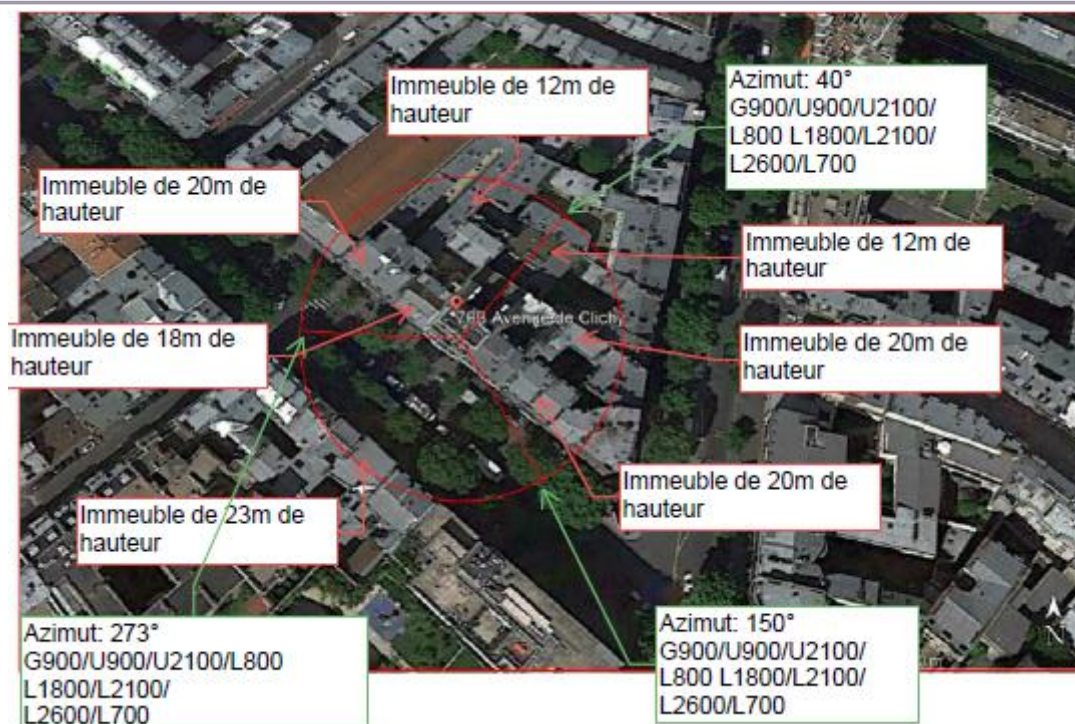 Immeuble de 12m de
hauteur
Azimut: 40°
G900/U900/U2100/
L800 L1800/L2100/
L2600/L700
Immeuble de 20m de
hauteur
Immeuble de 12m de
hauteur
Avenue de Clichy
Immeuble de 18m de
hauteur
Immeuble de 20m de
hauteur
Immeuble de 20m de
hauteur
Immeuble de 23m de
hauteur
Azimut: 273°
G900/U900/U2100/L800
L1800/L2100/
L2600/L700
Azimut: 150°
G900/U900/U2100/
L800 L1800/L2100/
L2600/L700
N